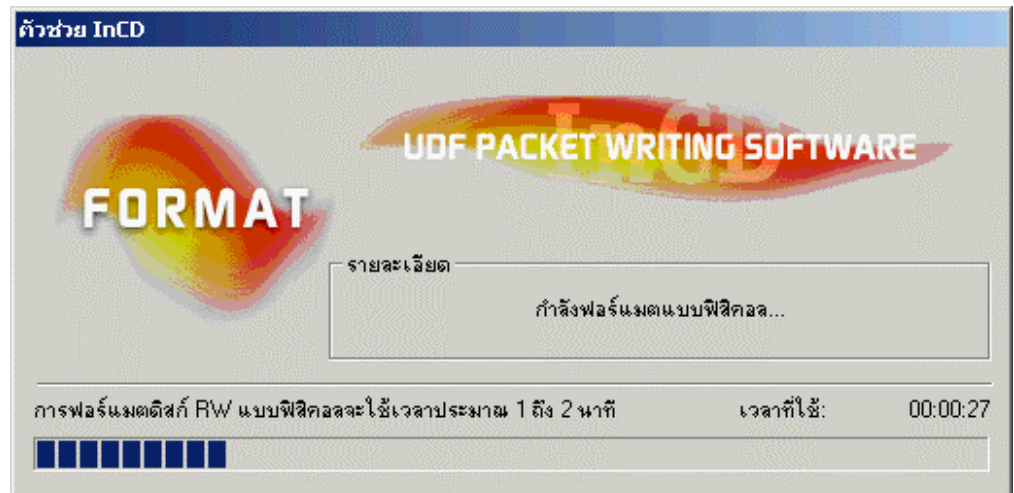 ตัวช่วย InCD
InCD
UDF PACKET WRITING SOFTWARE
FORMAT
รายละเอียด
กำลังฟอร์แมตแบบฟิสิคอล...
การฟอร์แมตดิสก์ RW แบบฟิสิคอลจะใช้เวลาประมาณ 1 ถึง 2 นาที เวลาที่ใช้: 00:00:27